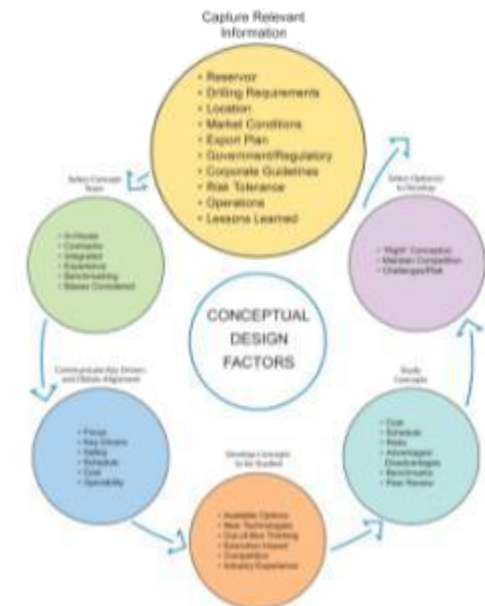 Capture Relevant
Information
• Reservoir
• Drilling Requirements
• Location
• Market Conditions
• Export Plan
• Government/Regulatory
• Corporate Guidelines
• Risk Tolerance
• Operations
• Lessons Learned
Select Concept
Team
• In-House
• Contractor
• Integrated
• Experience
• Benchmarking
• Biases Considered
Communicate Key Drivers
and Obtain Alignment
• Focus
• Key Drivers
• Safety
• Schedule
• Cost
• Operability
Develop Concepts
to be Studied
• Available Options
• New Technologies
• Out-of-Box Thinking
• Execution Impact
• Competition
• Industry Experience
Study
Concepts
• Cost
• Schedule
• Risks
• Advantages/
Disadvantages
• Benchmarks
• Peer Review
Select Option(s)
to Develop
• "Right" Concept(s)
• Maintain Competition
• Challenges/Risk
CONCEPTUAL
DESIGN
FACTORS